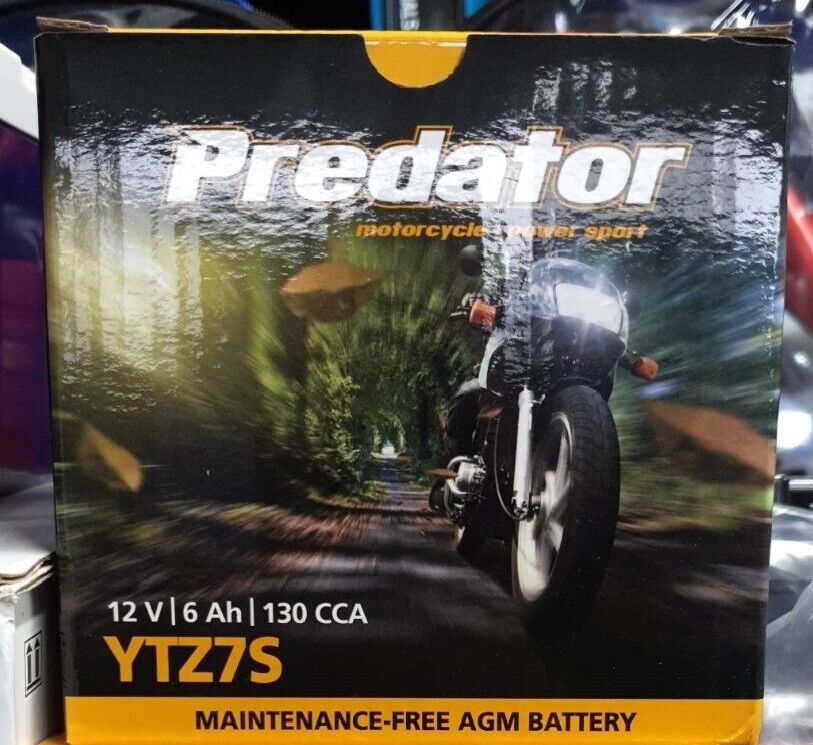 Predator
motorcycle | power sport
12 V | 6 Ah | 130 CCA
YTZ7S
MAINTENANCE-FREE AGM BATTERY